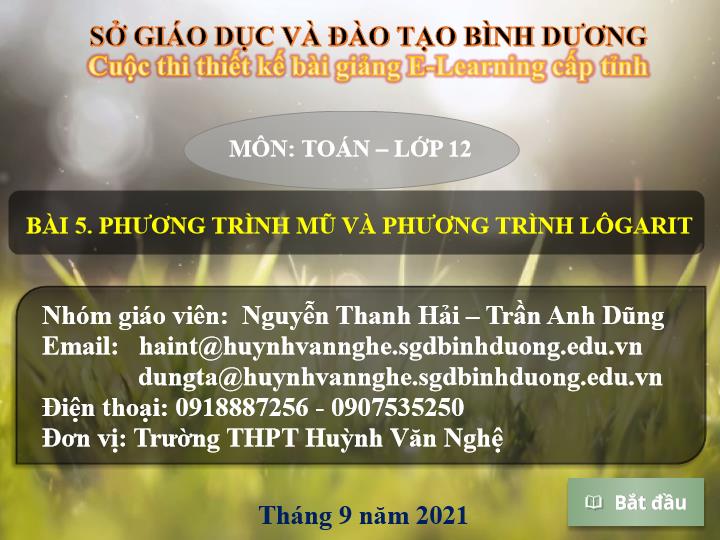 SỞ GIÁO DỤC VÀ ĐÀO TẠO BÌNH DƯƠNG
Cuộc thi thiết kế bài giảng E-Learning cấp tỉnh
MÔN: TOÁN – LỚP 12
BÀI 5. PHƯƠNG TRÌNH MŨ VÀ PHƯƠNG TRÌNH LÔGARIT
Nhóm giáo viên: Nguyễn Thanh Hải – Trần Anh Dũng
Email: haint@huynhvannghe.sgdbinhduong.edu.vn
dungta@huynhvannghe.sgdbinhduong.edu.vn
Điện thoại: 0918887256 - 0907535250
Đơn vị: Trường THPT Huỳnh Văn Nghệ
Bắt đầu
Tháng 9 năm 2021